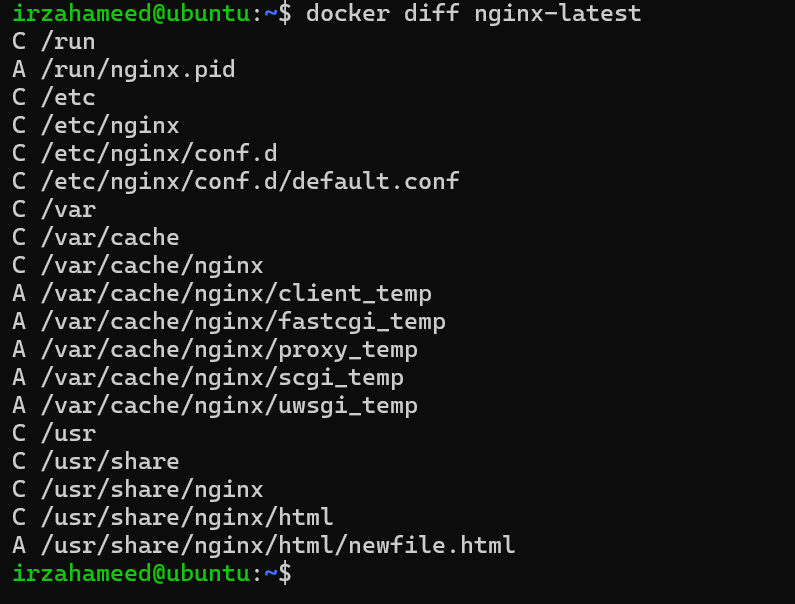 irzahameed@ubuntu:~$ docker diff nginx-latest
C /run
A /run/nginx.pid
C /etc
C /etc/nginx
C /etc/nginx/conf.d
C /etc/nginx/conf.d/default.conf
C /var
C /var/cache
C /var/cache/nginx
A /var/cache/nginx/client_temp
A /var/cache/nginx/fastcgi_temp
A /var/cache/nginx/proxy_temp
A /var/cache/nginx/scgi_temp
A /var/cache/nginx/uwsgi_temp
C /usr
C /usr/share
C /usr/share/nginx
C /usr/share/nginx/html
A /usr/share/nginx/html/newfile.html
irzahameed@ubuntu:~$